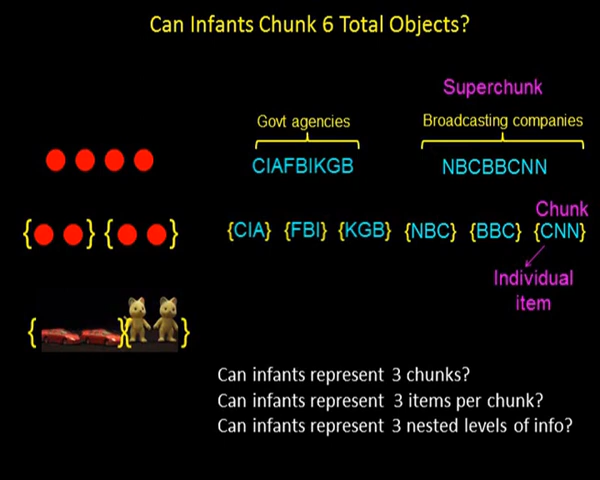 Can Infants Chunk 6 Total Objects?
Superchunk
Govt agencies
Broadcasting companies
CIAFBIKGB
NBCBBCNN
Chunk
{ } { }
{CIA} {FBI} {KGB} {NBC} {BBC} {CNN}
Individual
item
{ }{ }
Can infants represent 3 chunks?
Can infants represent 3 items per chunk?
Can infants represent 3 nested levels of info?